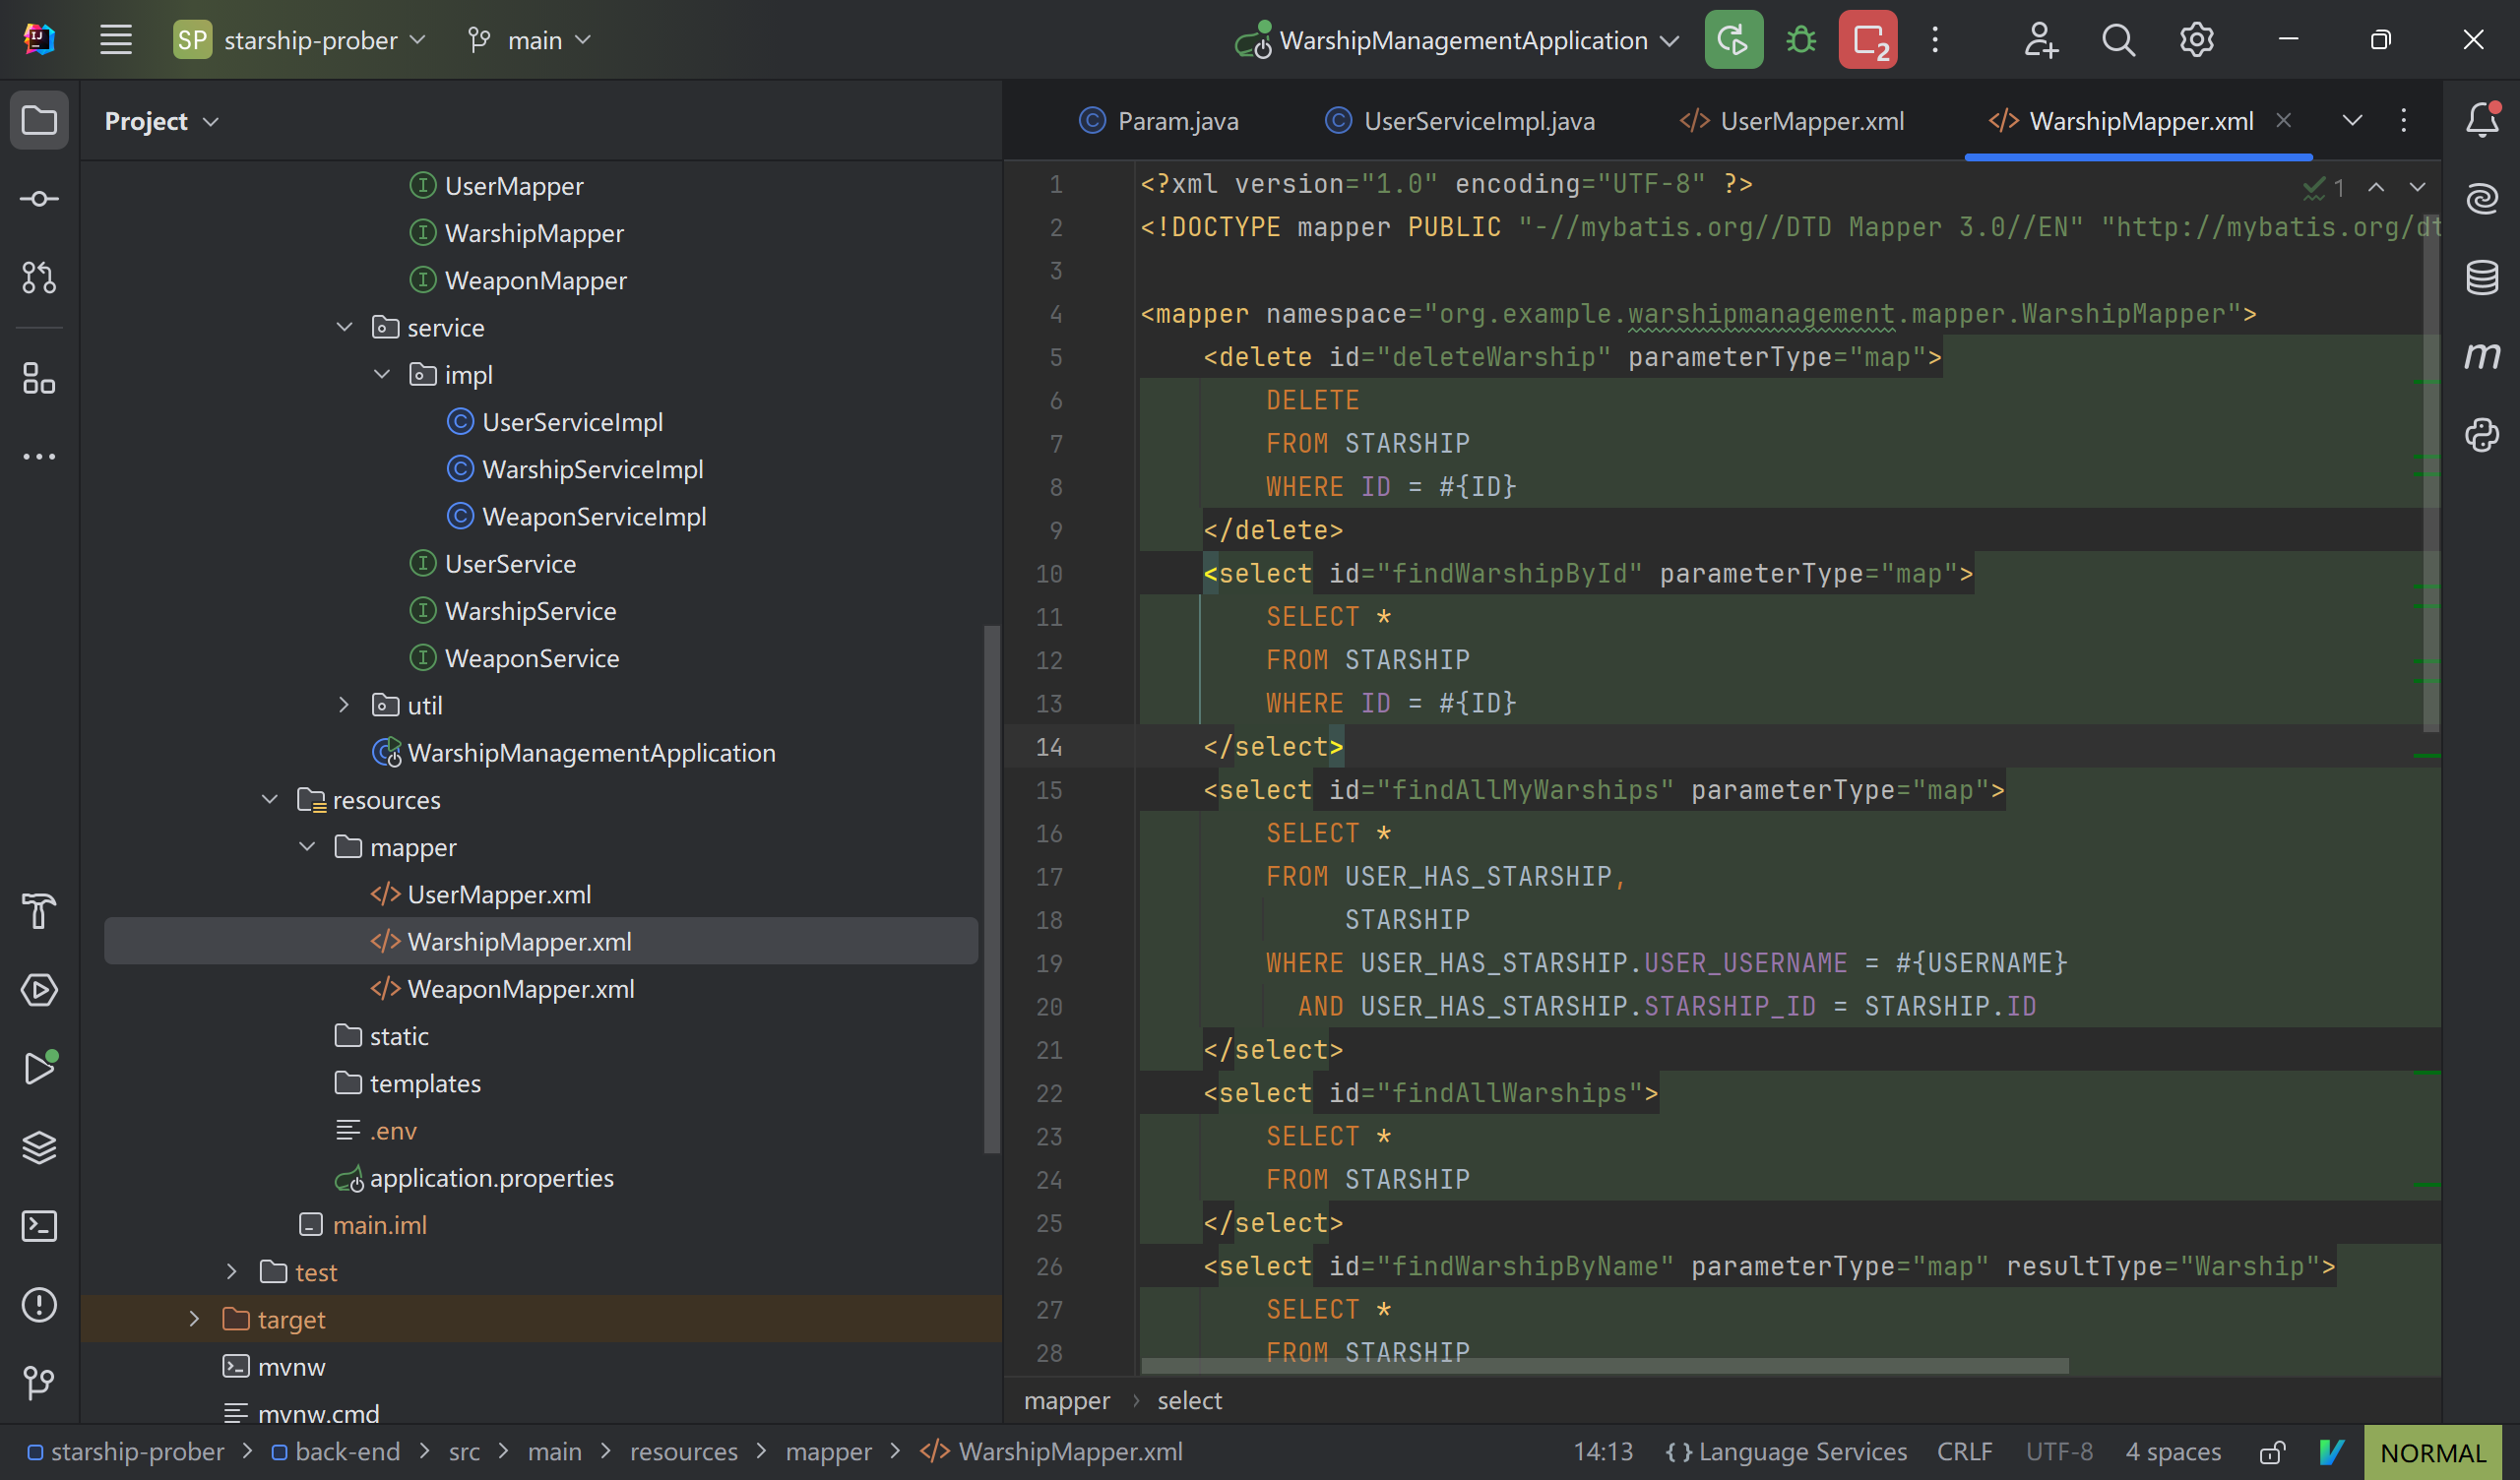 SP starship-prober main WarshipManagementApplication 2
Project
UserMapper
WarshipMapper
WeaponMapper
service
impl
UserServiceImpl
WarshipServiceImpl
WeaponServiceImpl
UserService
WarshipService
WeaponService
util
WarshipManagementApplication
resources
mapper
UserMapper.xml
WarshipMapper.xml
WeaponMapper.xml
static
templates
.env
application.properties
main.iml
test
target
mvnw
mvnw.cmd
Param.java UserServiceImpl.java UserMapper.xml WarshipMapper.xml
1
1 <?xml version="1.0" encoding="UTF-8" ?>
2 <!DOCTYPE mapper PUBLIC "-//mybatis.org//DTD Mapper 3.0//EN" "http://mybatis.org/dt
3
4 <mapper namespace="org.example.warshipmanagement.mapper.WarshipMapper">
5 <delete id="deleteWarship" parameterType="map">
6 DELETE
7 FROM STARSHIP
8 WHERE ID = #{ID}
9 </delete>
10 <select id="findWarshipById" parameterType="map">
11 SELECT *
12 FROM STARSHIP
13 WHERE ID = #{ID}
14 </select>
15 <select id="findAllMyWarships" parameterType="map">
16 SELECT *
17 FROM USER_HAS_STARSHIP,
18 STARSHIP
19 WHERE USER_HAS_STARSHIP.USER_USERNAME = #{USERNAME}
20 AND USER_HAS_STARSHIP.STARSHIP_ID = STARSHIP.ID
21 </select>
22 <select id="findAllWarships">
23 SELECT *
24 FROM STARSHIP
25 </select>
26 <select id="findWarshipByName" parameterType="map" resultType="Warship">
27 SELECT *
28 FROM STARSHIP
mapper › select
starship-prober > back-end > src > main > resources > mapper > </> WarshipMapper.xml 14:13 {} Language Services CRLF UTF-8 4 spaces NORMAL